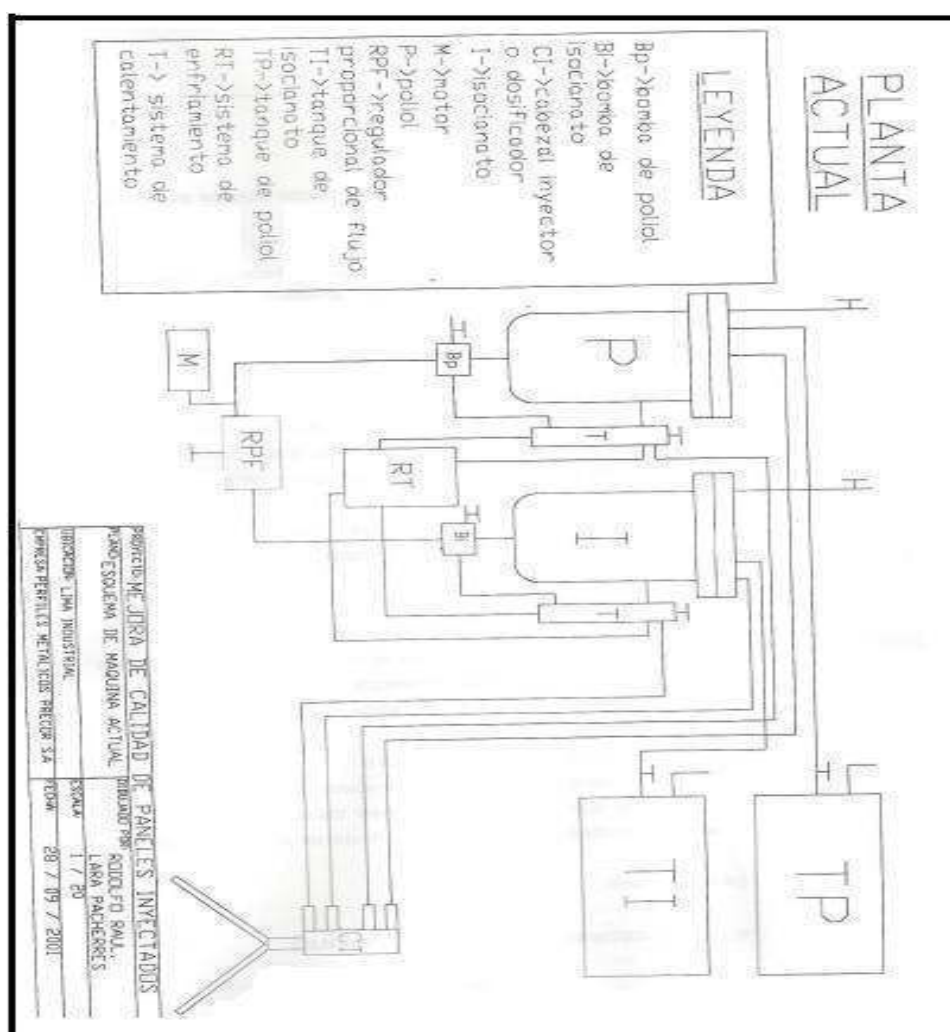 PLANTA
ACTUAL
LEYENDA
Bp->bomba de poliol
BI->bomba de
isocianato
CI->cabezal inyector
o dosificador
I->isocianato
M->motor
P->poliol
RPF->regulador
proporcional de flujo
TI->tanque de
isocianato
TP->tanque de poliol
RT->sistema de
enfriamiento
T-> sistema de
calentamiento
P
I
Bp
BI
T
T
M
RPF
RT
TP
TI
CI
PROYECTO: MEJORA DE CALIDAD DE PANELES INYECTADOS
PLANO: ESQUEMA DE MAQUINA ACTUAL
DIBUJADO POR: RODOLFO RAUL.
LARA PACHERRES
UBICACION: LIMA INDUSTRIAL
ESCALA: 1 / 20
EMPRESA: PERFILES METALICOS PRECOR S.A
FECHA: 28 / 09 / 2001